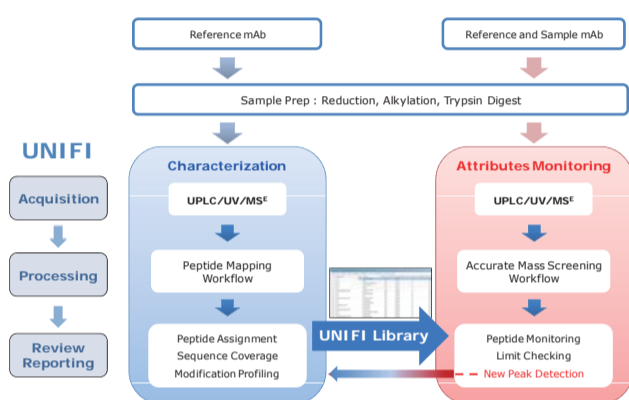 Reference mAb
Reference and Sample mAb
Sample Prep : Reduction, Alkylation, Trypsin Digest
UNIFI
Acquisition
Processing
Review
Reporting
Characterization
UPLC/UV/MSᴱ
Peptide Mapping
Workflow
Peptide Assignment
Sequence Coverage
Modification Profiling
UNIFI Library
Attributes Monitoring
UPLC/UV/MSᴱ
Accurate Mass Screening
Workflow
Peptide Monitoring
Limit Checking
New Peak Detection